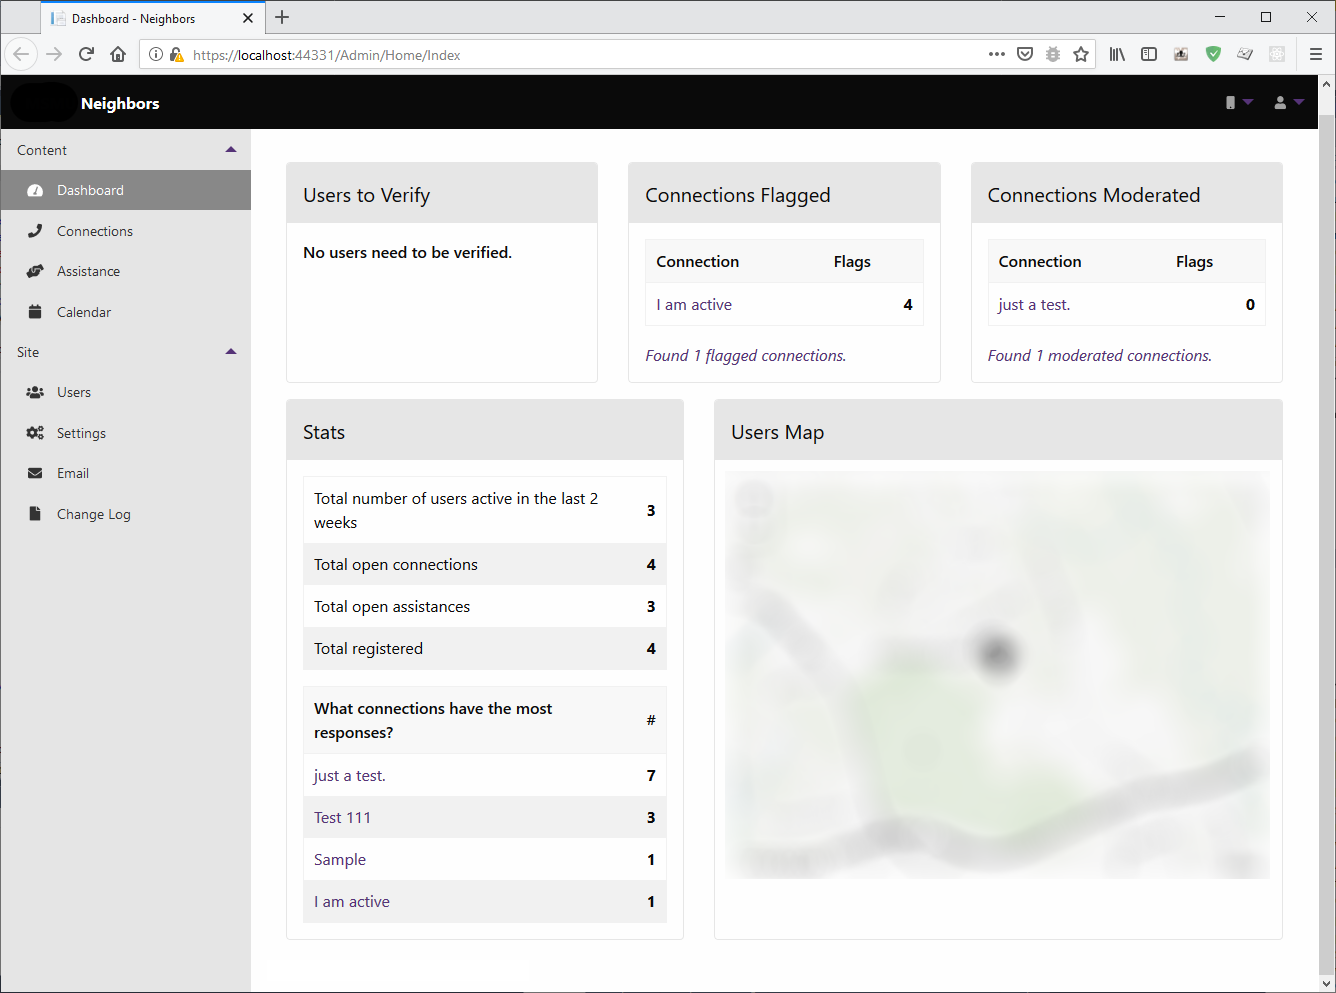 Dashboard - Neighbors
https://localhost:44331/Admin/Home/Index
Neighbors
Content
Dashboard
Connections
Assistance
Calendar
Site
Users
Settings
Email
Change Log
Users to Verify
No users need to be verified.
Connections Flagged
Connection Flags
I am active 4
Found 1 flagged connections.
Connections Moderated
Connection Flags
just a test. 0
Found 1 moderated connections.
Stats
Total number of users active in the last 2
weeks 3
Total open connections 4
Total open assistances 3
Total registered 4
What connections have the most
responses? #
just a test. 7
Test 111 3
Sample 1
I am active 1
Users Map